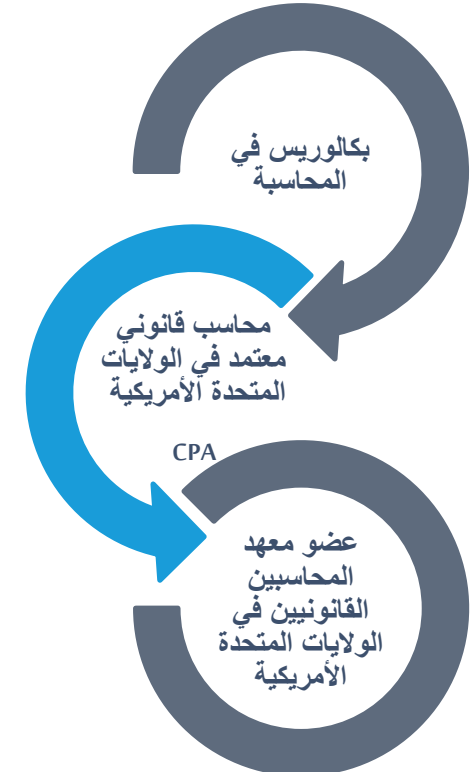 بكالوريس في
المحاسبة
محاسب قانوني
معتمد في الولايات
المتحدة الأمريكية
CPA
عضو معهد
المحاسبين
القانونيين في
الولايات المتحدة
الأمريكية